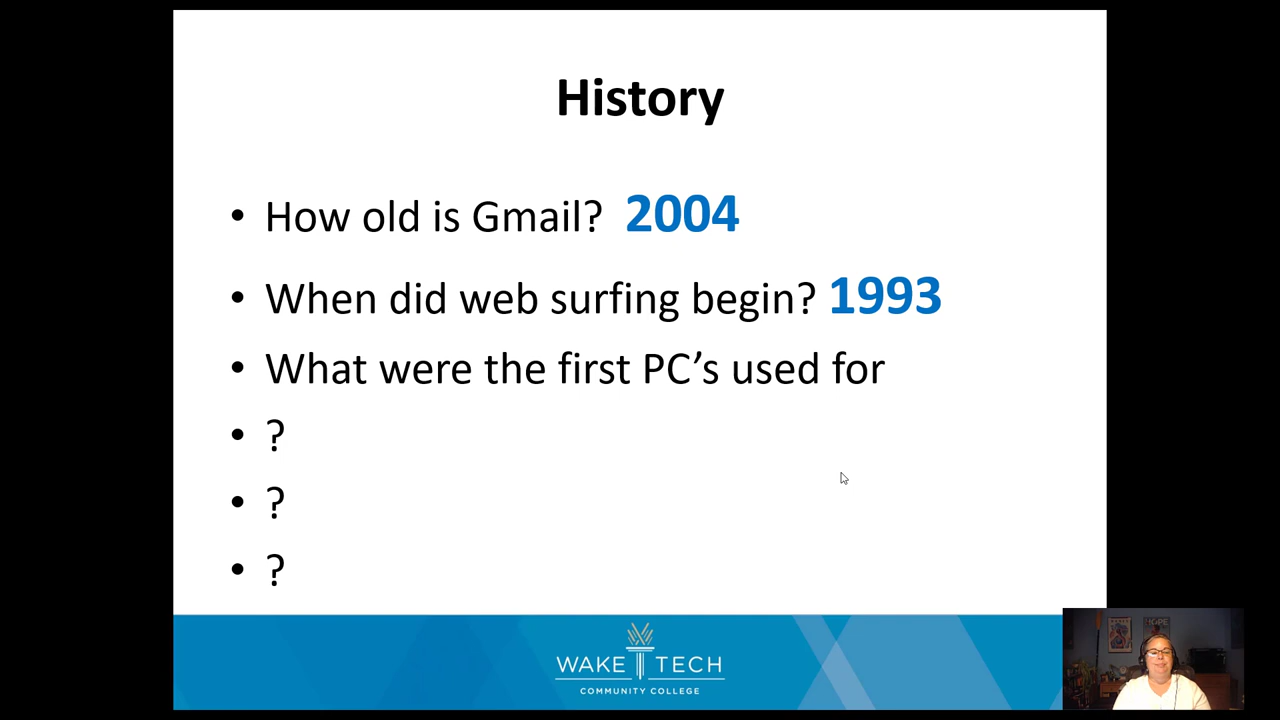 History
• How old is Gmail? 2004
• When did web surfing begin? 1993
• What were the first PC’s used for
• ?
• ?
• ?
WAKE TECH
COMMUNITY COLLEGE
HOPE